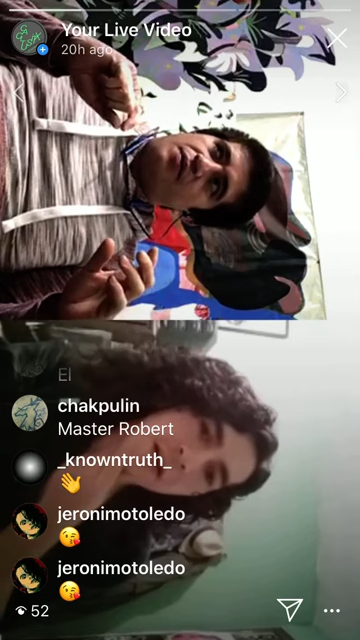 Your Live Video
20h ago
El
chakpulin
Master Robert
_knowntruth_
👋
jeronimotoledo
😘
jeronimotoledo
😘
52